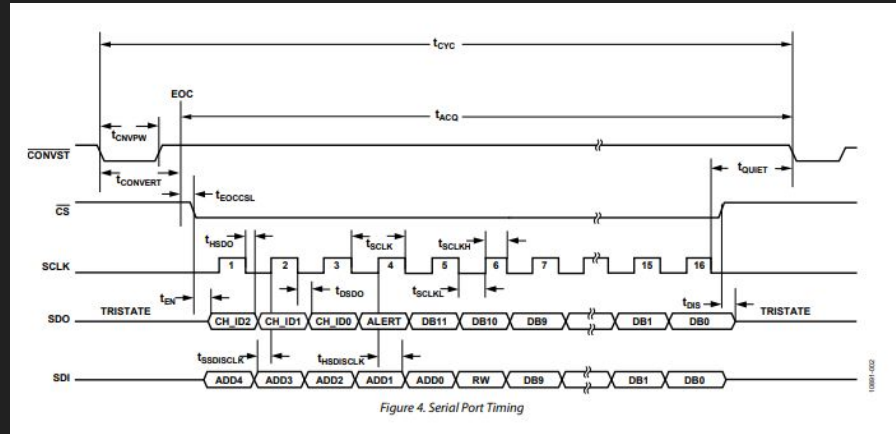 tCYC
EOC
tACQ
tCNVPW
CONVST
tCONVERT
tQUIET
tEOCCSL
CS
tHSDO
tSCLK
tSCLKH
SCLK
1 2 3 4 5 6 7 15 16
tEN
tDSDO
tSCLKL
tDIS
TRISTATE
TRISTATE
SDO
CH_ID2 CH_ID1 CH_ID0 ALERT DB11 DB10 DB9 DB1 DB0
tSSDISCLK
tHSDISCLK
SDI
ADD4 ADD3 ADD2 ADD1 ADD0 RW DB9 DB1 DB0
10891-002
Figure 4. Serial Port Timing